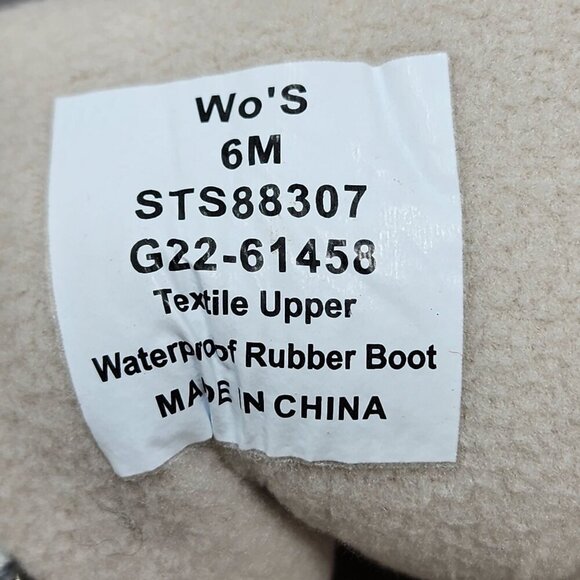 Wo'S
6M
STS88307
G22-61458
Textile Upper
Waterproof Rubber Boot
MADE IN CHINA